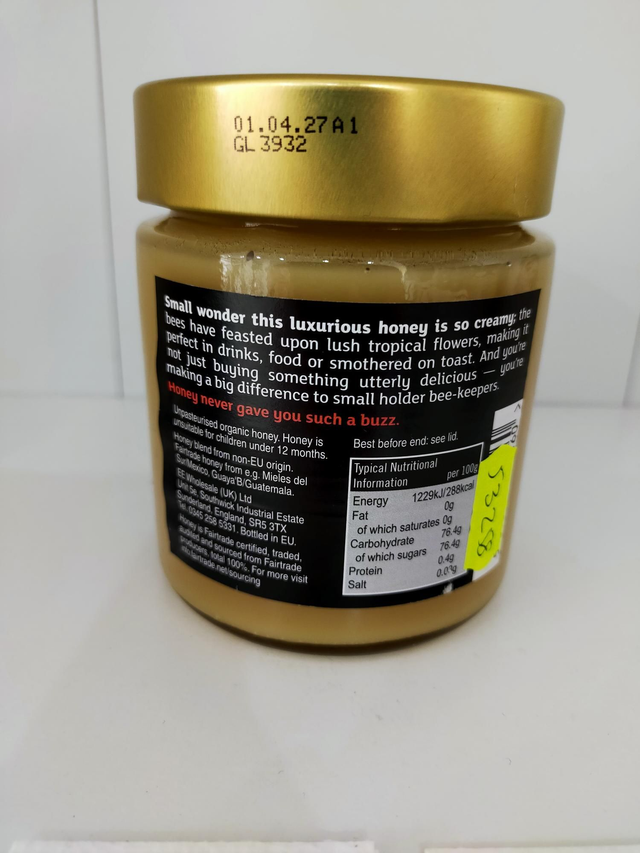 01.04.27A1
GL3932
Small wonder this luxurious honey is so creamy; the
bees have feasted upon lush tropical flowers, making it
perfect in drinks, food or smothered on toast. And you're
not just buying something utterly delicious — you're
making a big difference to small holder bee-keepers.
Honey never gave you such a buzz.
Unpasteurised organic honey. Honey is
unsuitable for children under 12 months.
Honey blend from non-EU origin.
Fairtrade honey from e.g. Mieles del
Sur/Mexico, Guaya'B/Guatemala.
EE Wholesale (UK) Ltd
Unit De, Southwick Industrial Estate
Sunderland, England, SR5 3TX
Tel. 0345 258 5331. Bottled in EU.
Honey is Fairtrade certified, traded,
audited and sourced from Fairtrade
producers, total 100%. For more visit
info.fairtrade.net/sourcing
Best before end: see lid.
Typical Nutritional
Information per 100g
Energy 1229kJ/288kcal
Fat 0g
of which saturates 0g
Carbohydrate 76.4g
of which sugars 76.4g
Protein 0.4g
Salt 0.03g